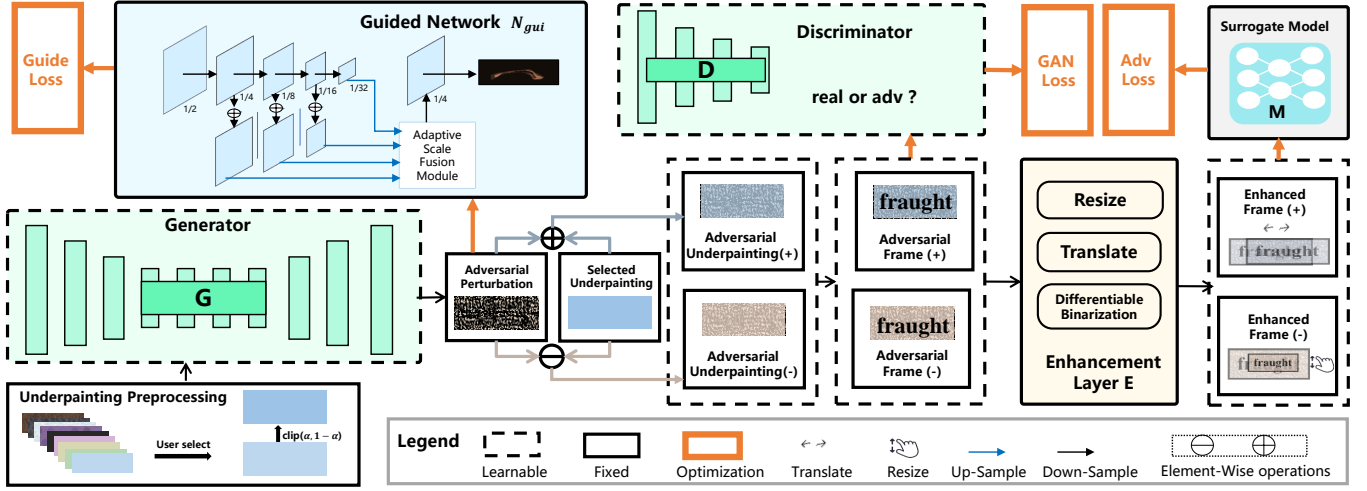 Guide
Loss
Guided Network N_gui
1/2
1/4
1/8
1/16
1/32
1/4
Adaptive
Scale
Fusion
Module
Discriminator
D
real or adv ?
GAN
Loss
Adv
Loss
Surrogate Model
M
Generator
G
Adversarial
Perturbation
Selected
Underpainting
Adversarial
Underpainting(+)
Adversarial
Underpainting(-)
fraught
Adversarial
Frame (+)
fraught
Adversarial
Frame (-)
Resize
Translate
Differentiable
Binarization
Enhancement
Layer E
Enhanced
Frame (+)
fraught
Enhanced
Frame (-)
fraught
Underpainting Preprocessing
User select
clip(α, 1 − α)
Legend
Learnable
Fixed
Optimization
Translate
Resize
Up-Sample
Down-Sample
Element-Wise operations